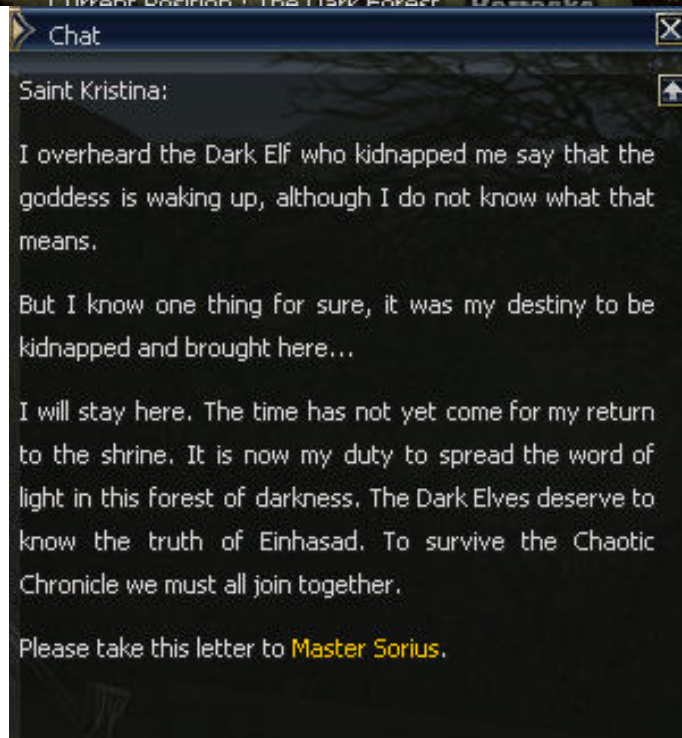 Current Position : The Dark Forest
Chat
Saint Kristina:
I overheard the Dark Elf who kidnapped me say that the
goddess is waking up, although I do not know what that
means.
But I know one thing for sure, it was my destiny to be
kidnapped and brought here...
I will stay here. The time has not yet come for my return
to the shrine. It is now my duty to spread the word of
light in this forest of darkness. The Dark Elves deserve to
know the truth of Einhasad. To survive the Chaotic
Chronicle we must all join together.
Please take this letter to Master Sorius.